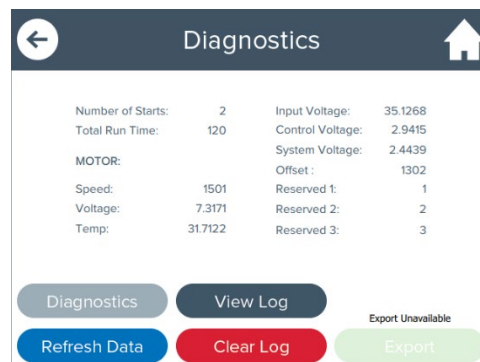 Diagnostics
Number of Starts: 2
Total Run Time: 120
MOTOR:
Speed: 1501
Voltage: 7.3171
Temp: 31.7122
Input Voltage: 35.1268
Control Voltage: 2.9415
System Voltage: 2.4439
Offset : 1302
Reserved 1: 1
Reserved 2: 2
Reserved 3: 3
Diagnostics
View Log
Export Unavailable
Refresh Data
Clear Log
Export